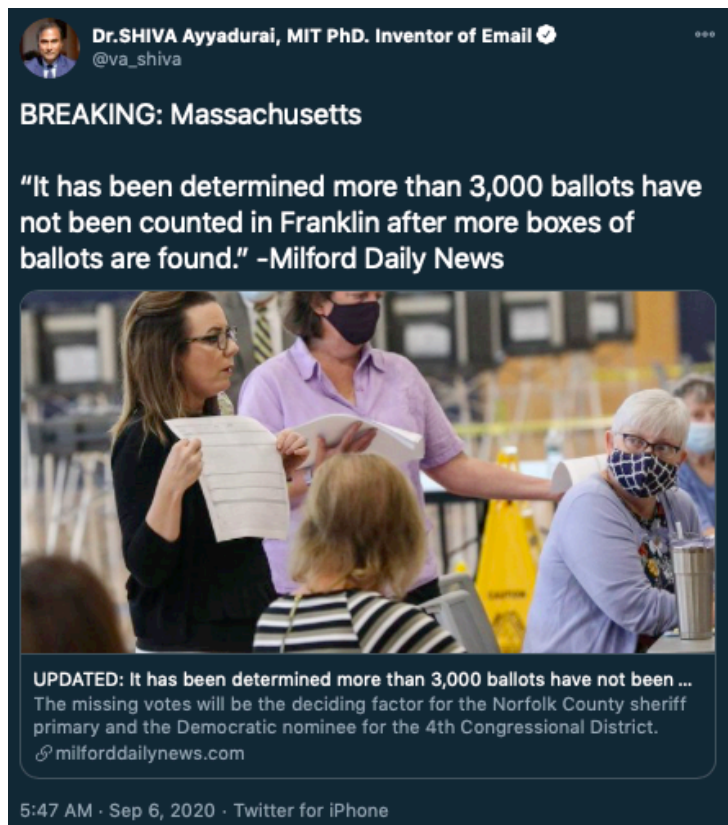 Dr.SHIVA Ayyadurai, MIT PhD. Inventor of Email
@va_shiva
BREAKING: Massachusetts
“It has been determined more than 3,000 ballots have
not been counted in Franklin after more boxes of
ballots are found.” -Milford Daily News
CAUTION
UPDATED: It has been determined more than 3,000 ballots have not been ...
The missing votes will be the deciding factor for the Norfolk County sheriff
primary and the Democratic nominee for the 4th Congressional District.
milforddailynews.com
5:47 AM · Sep 6, 2020 · Twitter for iPhone